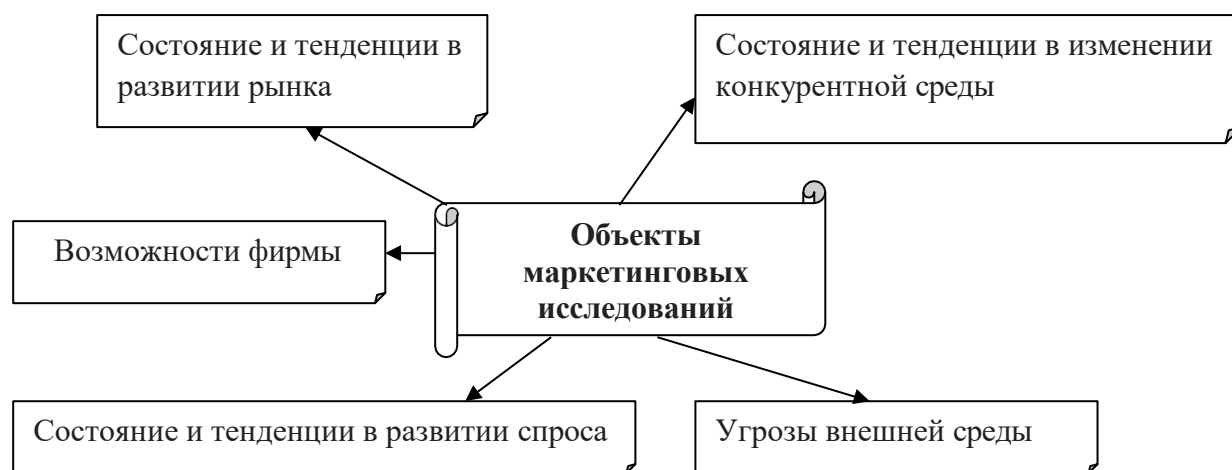 Состояние и тенденции в
развитии рынка
Состояние и тенденции в изменении
конкурентной среды
Возможности фирмы
Объекты
маркетинговых
исследований
Состояние и тенденции в развитии спроса
Угрозы внешней среды